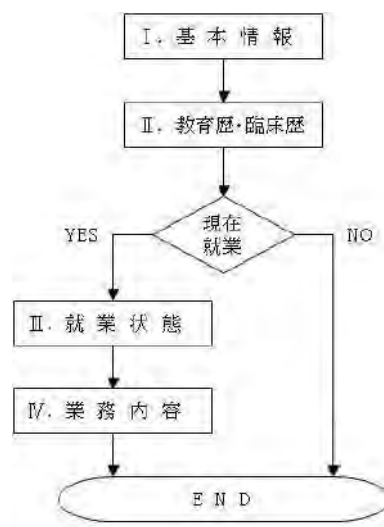 Ⅰ. 基 本 情 報
Ⅱ. 教育歴・臨床歴
現在
就業
YES
NO
Ⅲ. 就 業 状 態
Ⅳ. 業 務 内 容
E N D